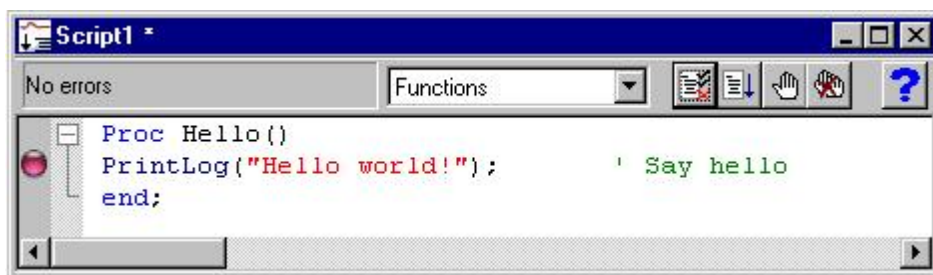 Script1 *
No errors
Functions
Proc Hello()
PrintLog("Hello world!"); ' Say hello
end;